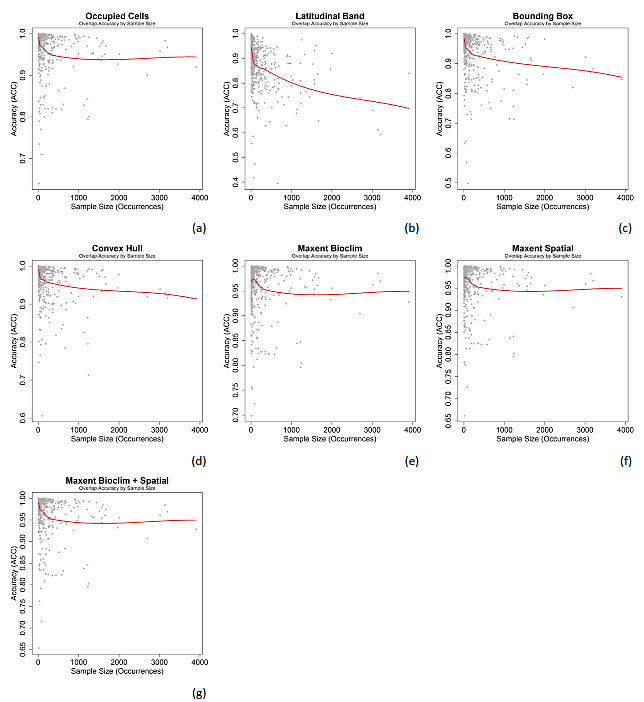 Occupied Cells
Overlap Accuracy by Sample Size
Accuracy (ACC)
1.0
0.9
0.8
0.7
0 1000 2000 3000 4000
Sample Size (Occurrences)
(a)
Latitudinal Band
Overlap Accuracy by Sample Size
Accuracy (ACC)
1.0
0.9
0.8
0.7
0.6
0.5
0.4
0 1000 2000 3000 4000
Sample Size (Occurrences)
(b)
Bounding Box
Overlap Accuracy by Sample Size
Accuracy (ACC)
1.0
0.9
0.8
0.7
0.6
0.5
0 1000 2000 3000 4000
Sample Size (Occurrences)
(c)
Convex Hull
Overlap Accuracy by Sample Size
Accuracy (ACC)
1.0
0.9
0.8
0.7
0.6
0 1000 2000 3000 4000
Sample Size (Occurrences)
(d)
Maxent Bioclim
Overlap Accuracy by Sample Size
Accuracy (ACC)
1.00
0.95
0.90
0.85
0.80
0.75
0.70
0 1000 2000 3000 4000
Sample Size (Occurrences)
(e)
Maxent Spatial
Overlap Accuracy by Sample Size
Accuracy (ACC)
1.00
0.95
0.90
0.85
0.80
0.75
0.70
0.65
0 1000 2000 3000 4000
Sample Size (Occurrences)
(f)
Maxent Bioclim + Spatial
Overlap Accuracy by Sample Size
Accuracy (ACC)
1.00
0.95
0.90
0.85
0.80
0.75
0.70
0.65
0 1000 2000 3000 4000
Sample Size (Occurrences)
(g)